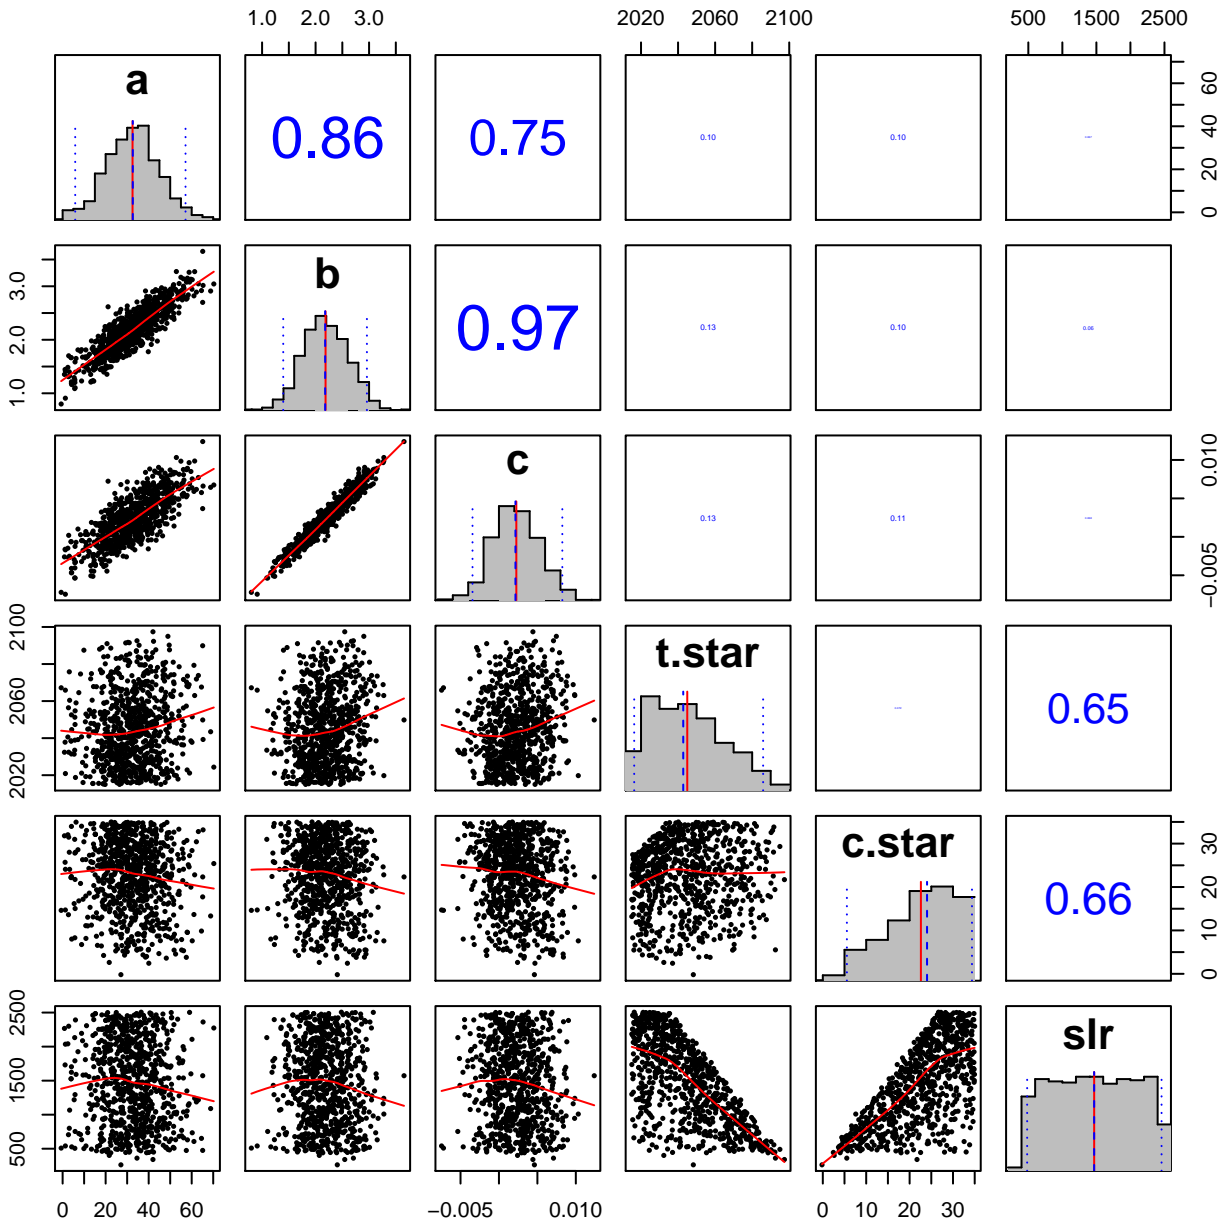 1.0 2.0 3.0 2020 2060 2100 500 1500 2500
a 0.86 0.75 0.10 0.10 0 20 40 60
1.0 2.0 3.0 b 0.97 0.13 0.10 0.06
c 0.13 0.11 −0.005 0.010
2020 2060 2100 t.star 0.65
c.star 0.66 0 10 20 30
500 1500 2500 slr
0 20 40 60 −0.005 0.010 0 10 20 30